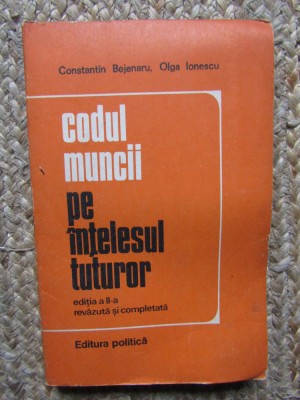 Constantin Bejenaru, Olga Ionescu
codul
muncii
pe
înțelesul
tuturor
ediția a II-a
revăzută și completată
Editura politică